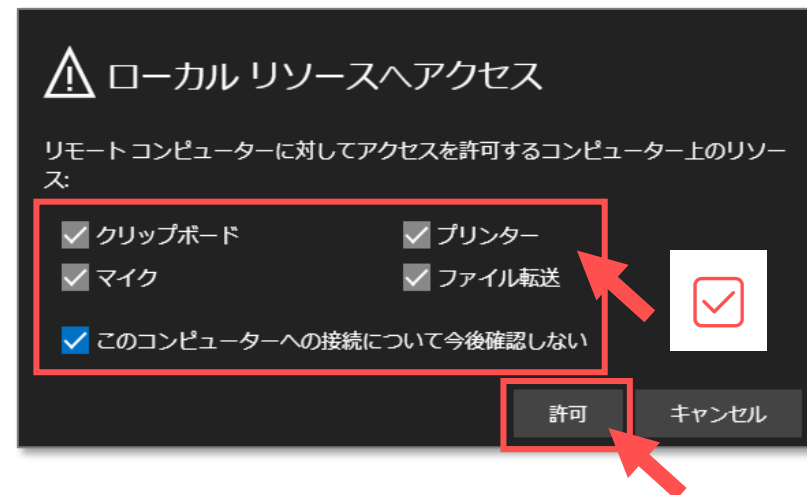 ローカル リソースへアクセス
リモート コンピューターに対してアクセスを許可するコンピューター上のリソー
ス:
クリップボード プリンター
マイク ファイル転送
このコンピューターへの接続について今後確認しない
許可 キャンセル